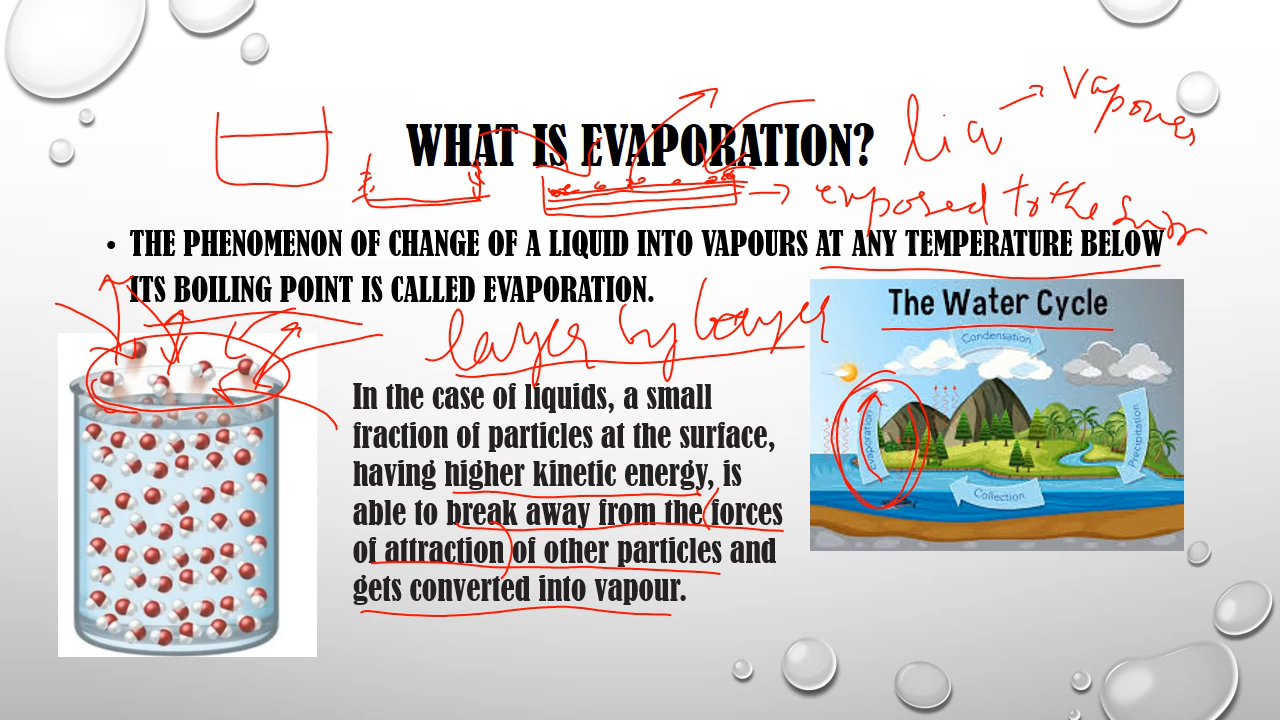 Vapours
WHAT IS EVAPORATION?
liq
exposed to the Sun
• THE PHENOMENON OF CHANGE OF A LIQUID INTO VAPOURS AT ANY TEMPERATURE BELOW
ITS BOILING POINT IS CALLED EVAPORATION.
layer by layer
In the case of liquids, a small
fraction of particles at the surface,
having higher kinetic energy, is
able to break away from the forces
of attraction of other particles and
gets converted into vapour.
The Water Cycle
Condensation
Evaporation
Precipitation
Collection